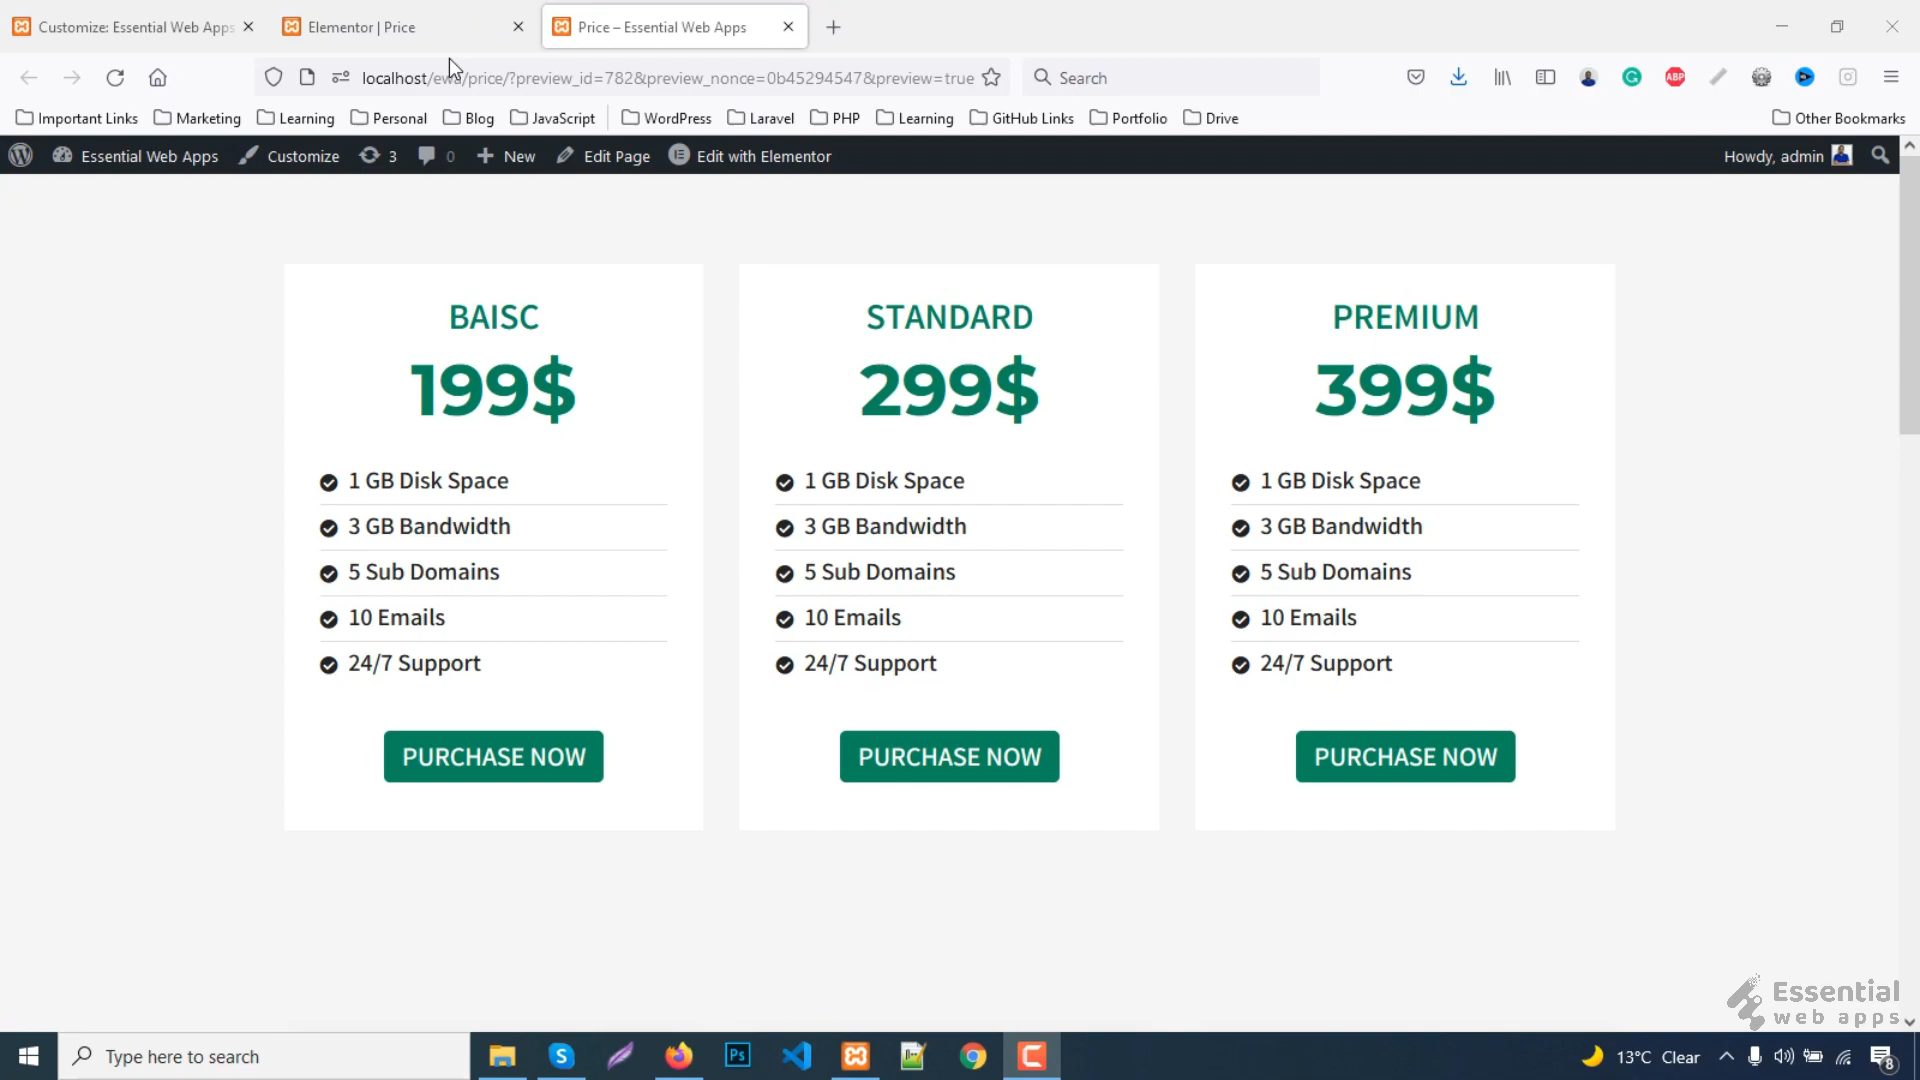 Customize: Essential Web Apps
Elementor | Price
Price – Essential Web Apps
localhost/ewa/price/?preview_id=782&preview_nonce=0b45294547&preview=true
Search
ABP
Important Links
Marketing
Learning
Personal
Blog
JavaScript
WordPress
Laravel
PHP
Learning
GitHub Links
Portfolio
Drive
Other Bookmarks
Essential Web Apps
Customize
3
0
New
Edit Page
Edit with Elementor
Howdy, admin
BAISC
199$
1 GB Disk Space
3 GB Bandwidth
5 Sub Domains
10 Emails
24/7 Support
PURCHASE NOW
STANDARD
299$
1 GB Disk Space
3 GB Bandwidth
5 Sub Domains
10 Emails
24/7 Support
PURCHASE NOW
PREMIUM
399$
1 GB Disk Space
3 GB Bandwidth
5 Sub Domains
10 Emails
24/7 Support
PURCHASE NOW
Essential
web apps
Type here to search
S
Ps
13°C Clear
8